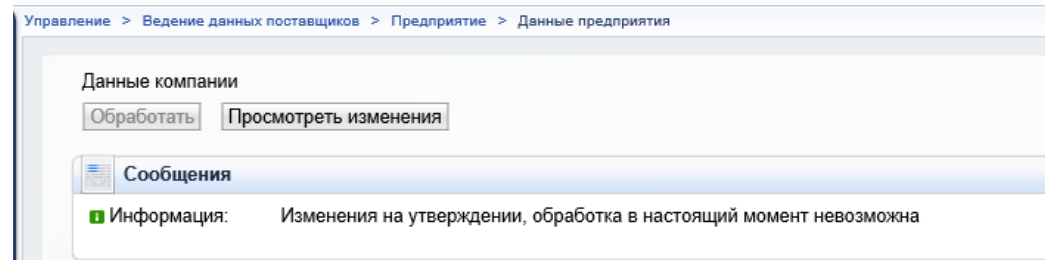 Управление > Ведение данных поставщиков > Предприятие > Данные предприятия
Данные компании
Обработать Просмотреть изменения
Сообщения
Информация: Изменения на утверждении, обработка в настоящий момент невозможна